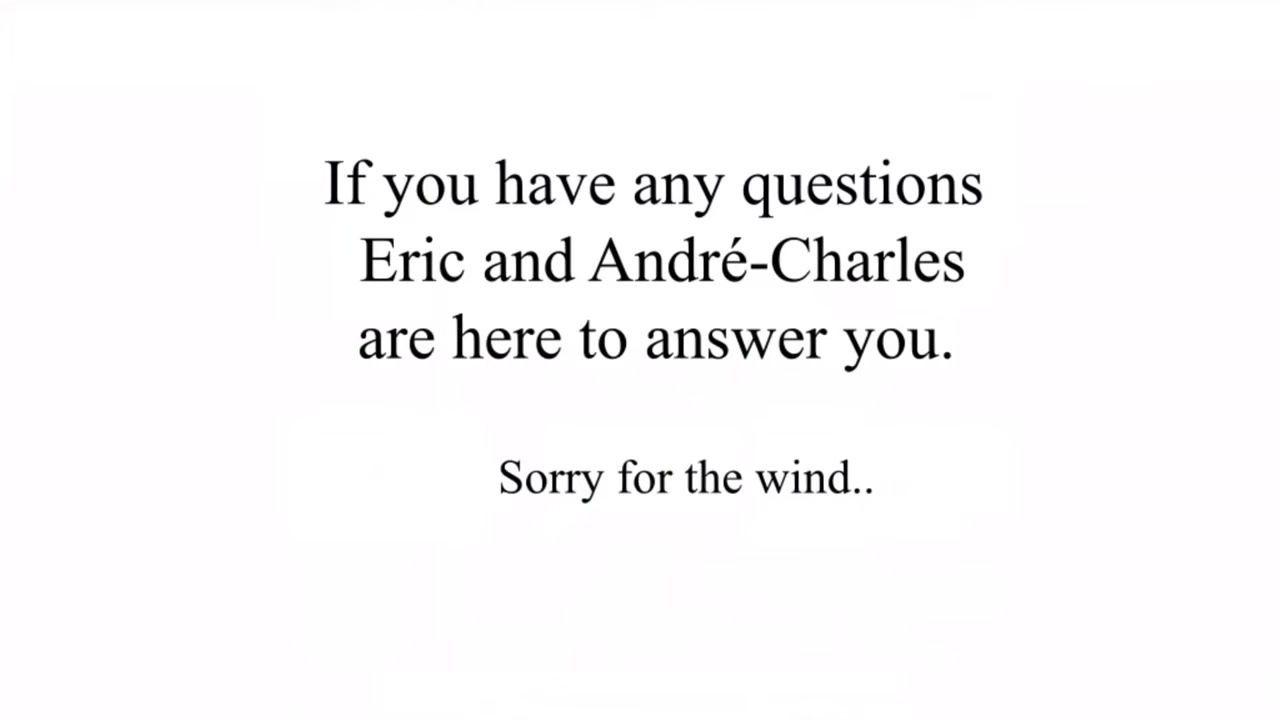 If you have any questions
Eric and André-Charles
are here to answer you.
Sorry for the wind..